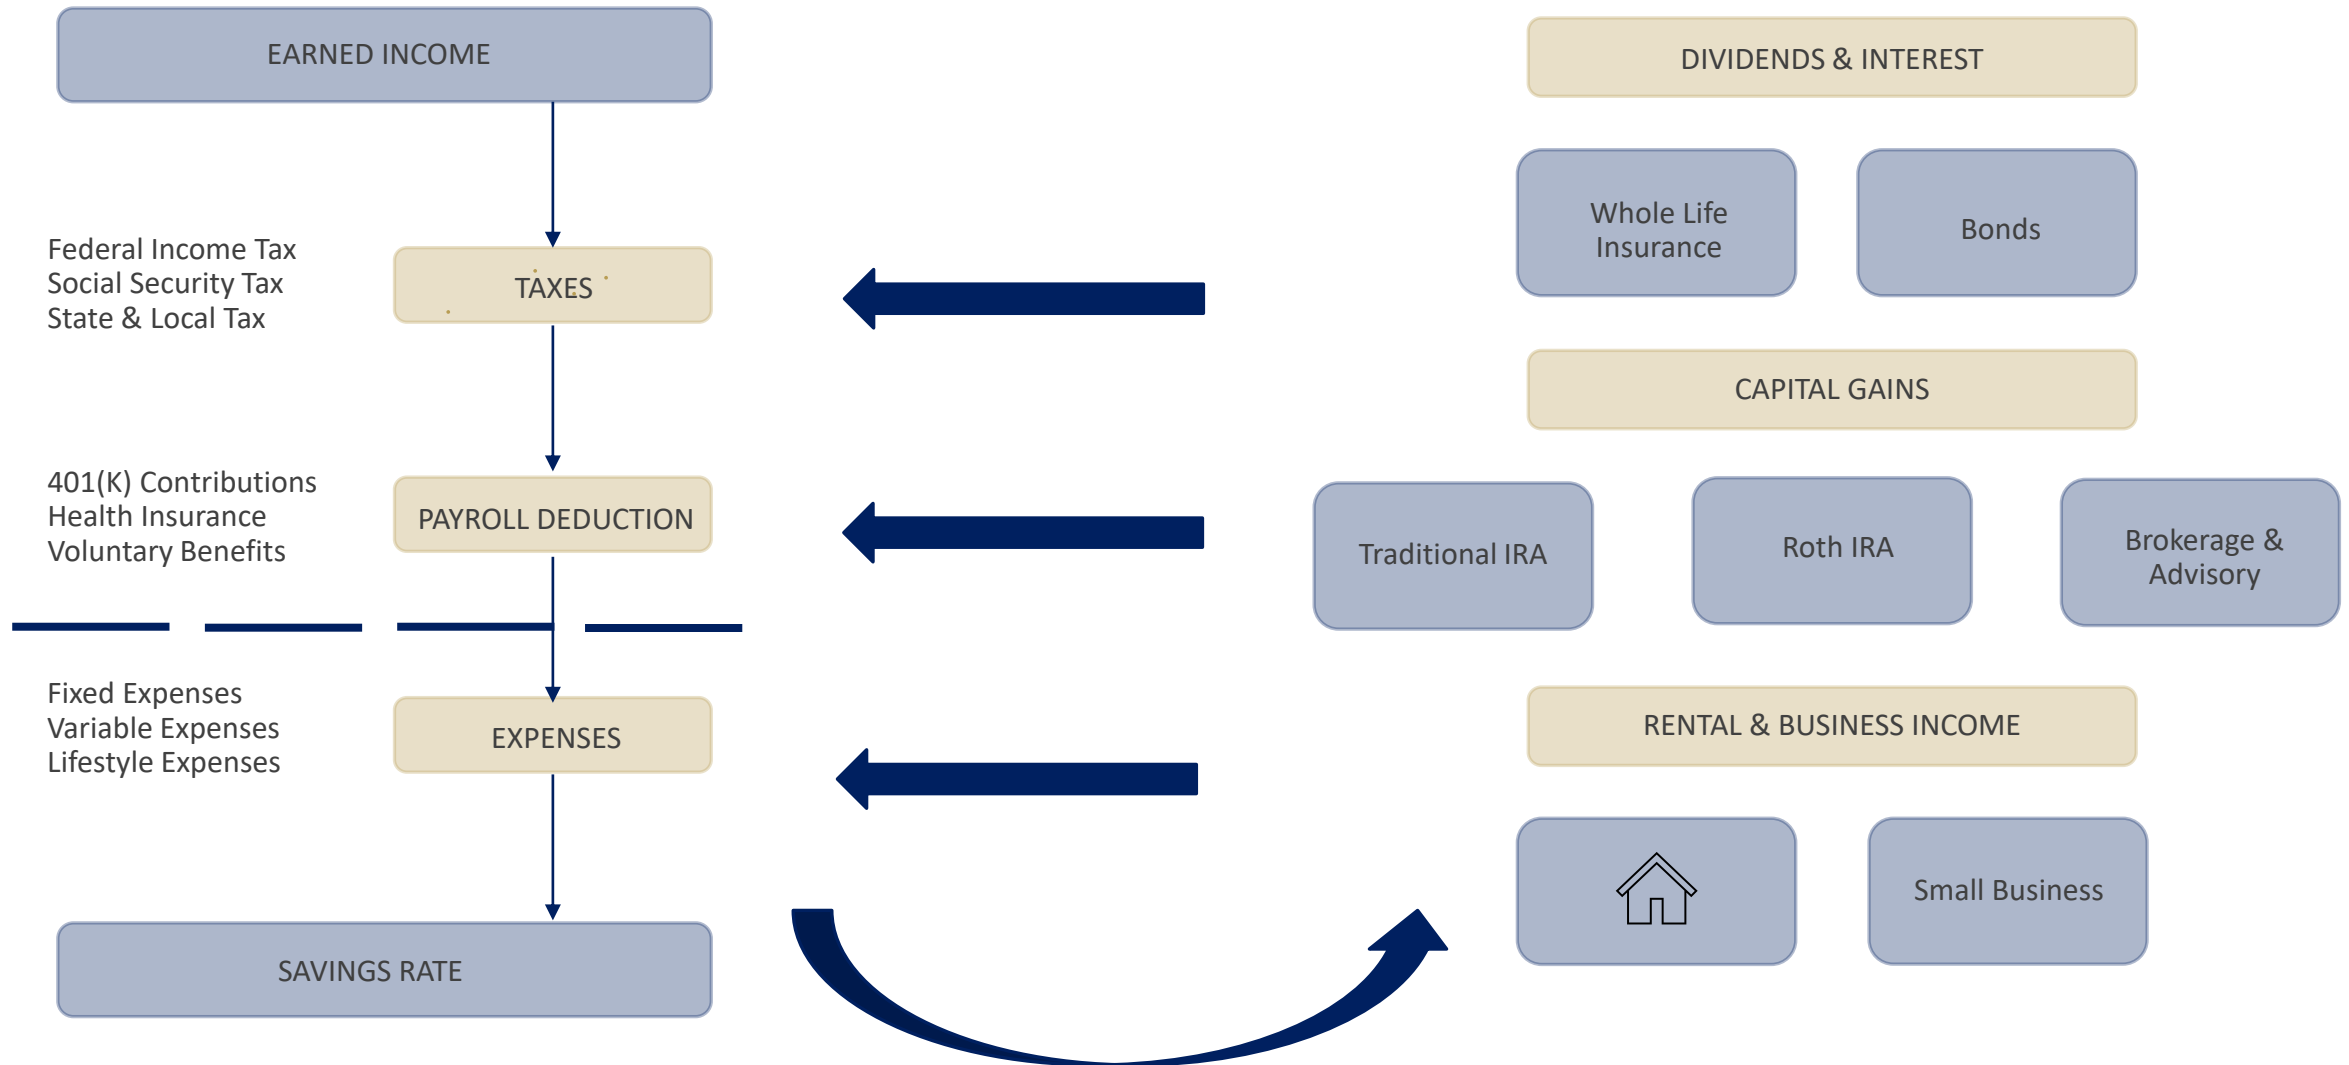 EARNED INCOME
Federal Income Tax
Social Security Tax
State & Local Tax
TAXES
401(K) Contributions
Health Insurance
Voluntary Benefits
PAYROLL DEDUCTION
Fixed Expenses
Variable Expenses
Lifestyle Expenses
EXPENSES
SAVINGS RATE
DIVIDENDS & INTEREST
Whole Life
Insurance
Bonds
CAPITAL GAINS
Traditional IRA
Roth IRA
Brokerage &
Advisory
RENTAL & BUSINESS INCOME
Small Business